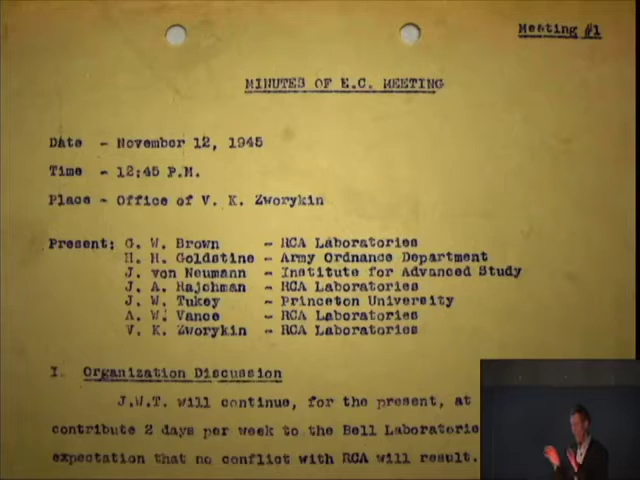 Meeting #1
MINUTES OF E.C. MEETING
Date - November 12, 1945
Time - 12:45 P.M.
Place - Office of V. K. Zworykin
Present: G. W. Brown - RCA Laboratories
H. H. Goldstine - Army Ordnance Department
J. von Neumann - Institute for Advanced Study
J. A. Rajchman - RCA Laboratories
J. W. Tukey - Princeton University
A. W. Vance - RCA Laboratories
V. K. Zworykin - RCA Laboratories
I. Organization Discussion
J.W.T. will continue, for the present, at
contribute 2 days per week to the Bell Laboratorie
expectation that no conflict with RCA will result.